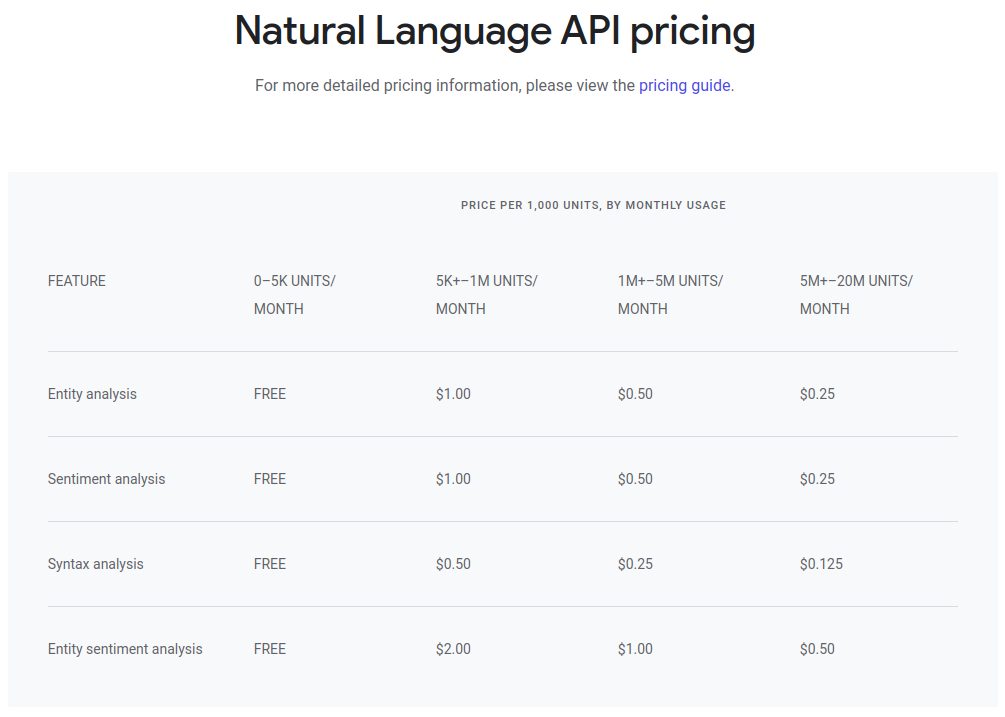 Natural Language API pricing
For more detailed pricing information, please view the pricing guide.
PRICE PER 1,000 UNITS, BY MONTHLY USAGE
FEATURE 0–5K UNITS/ 5K+–1M UNITS/ 1M+–5M UNITS/ 5M+–20M UNITS/
MONTH MONTH MONTH MONTH
Entity analysis FREE $1.00 $0.50 $0.25
Sentiment analysis FREE $1.00 $0.50 $0.25
Syntax analysis FREE $0.50 $0.25 $0.125
Entity sentiment analysis FREE $2.00 $1.00 $0.50